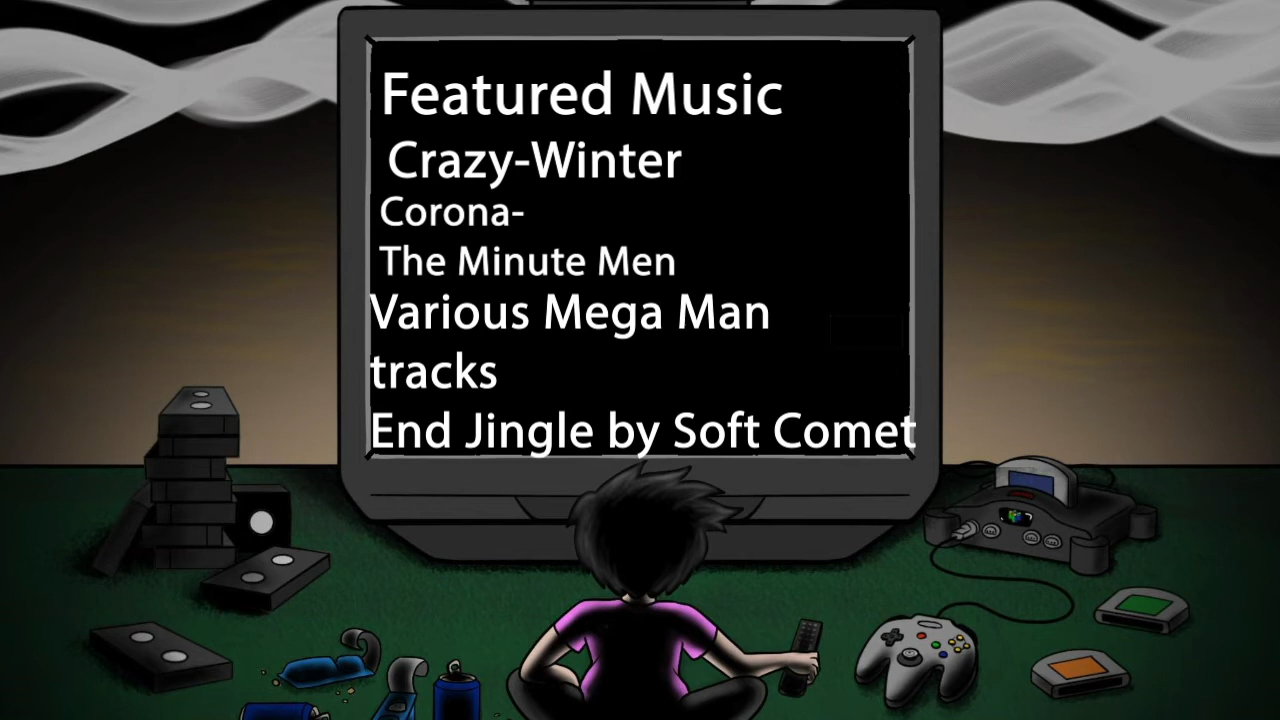 Featured Music
Crazy-Winter
Corona-
The Minute Men
Various Mega Man
tracks
End Jingle by Soft Comet